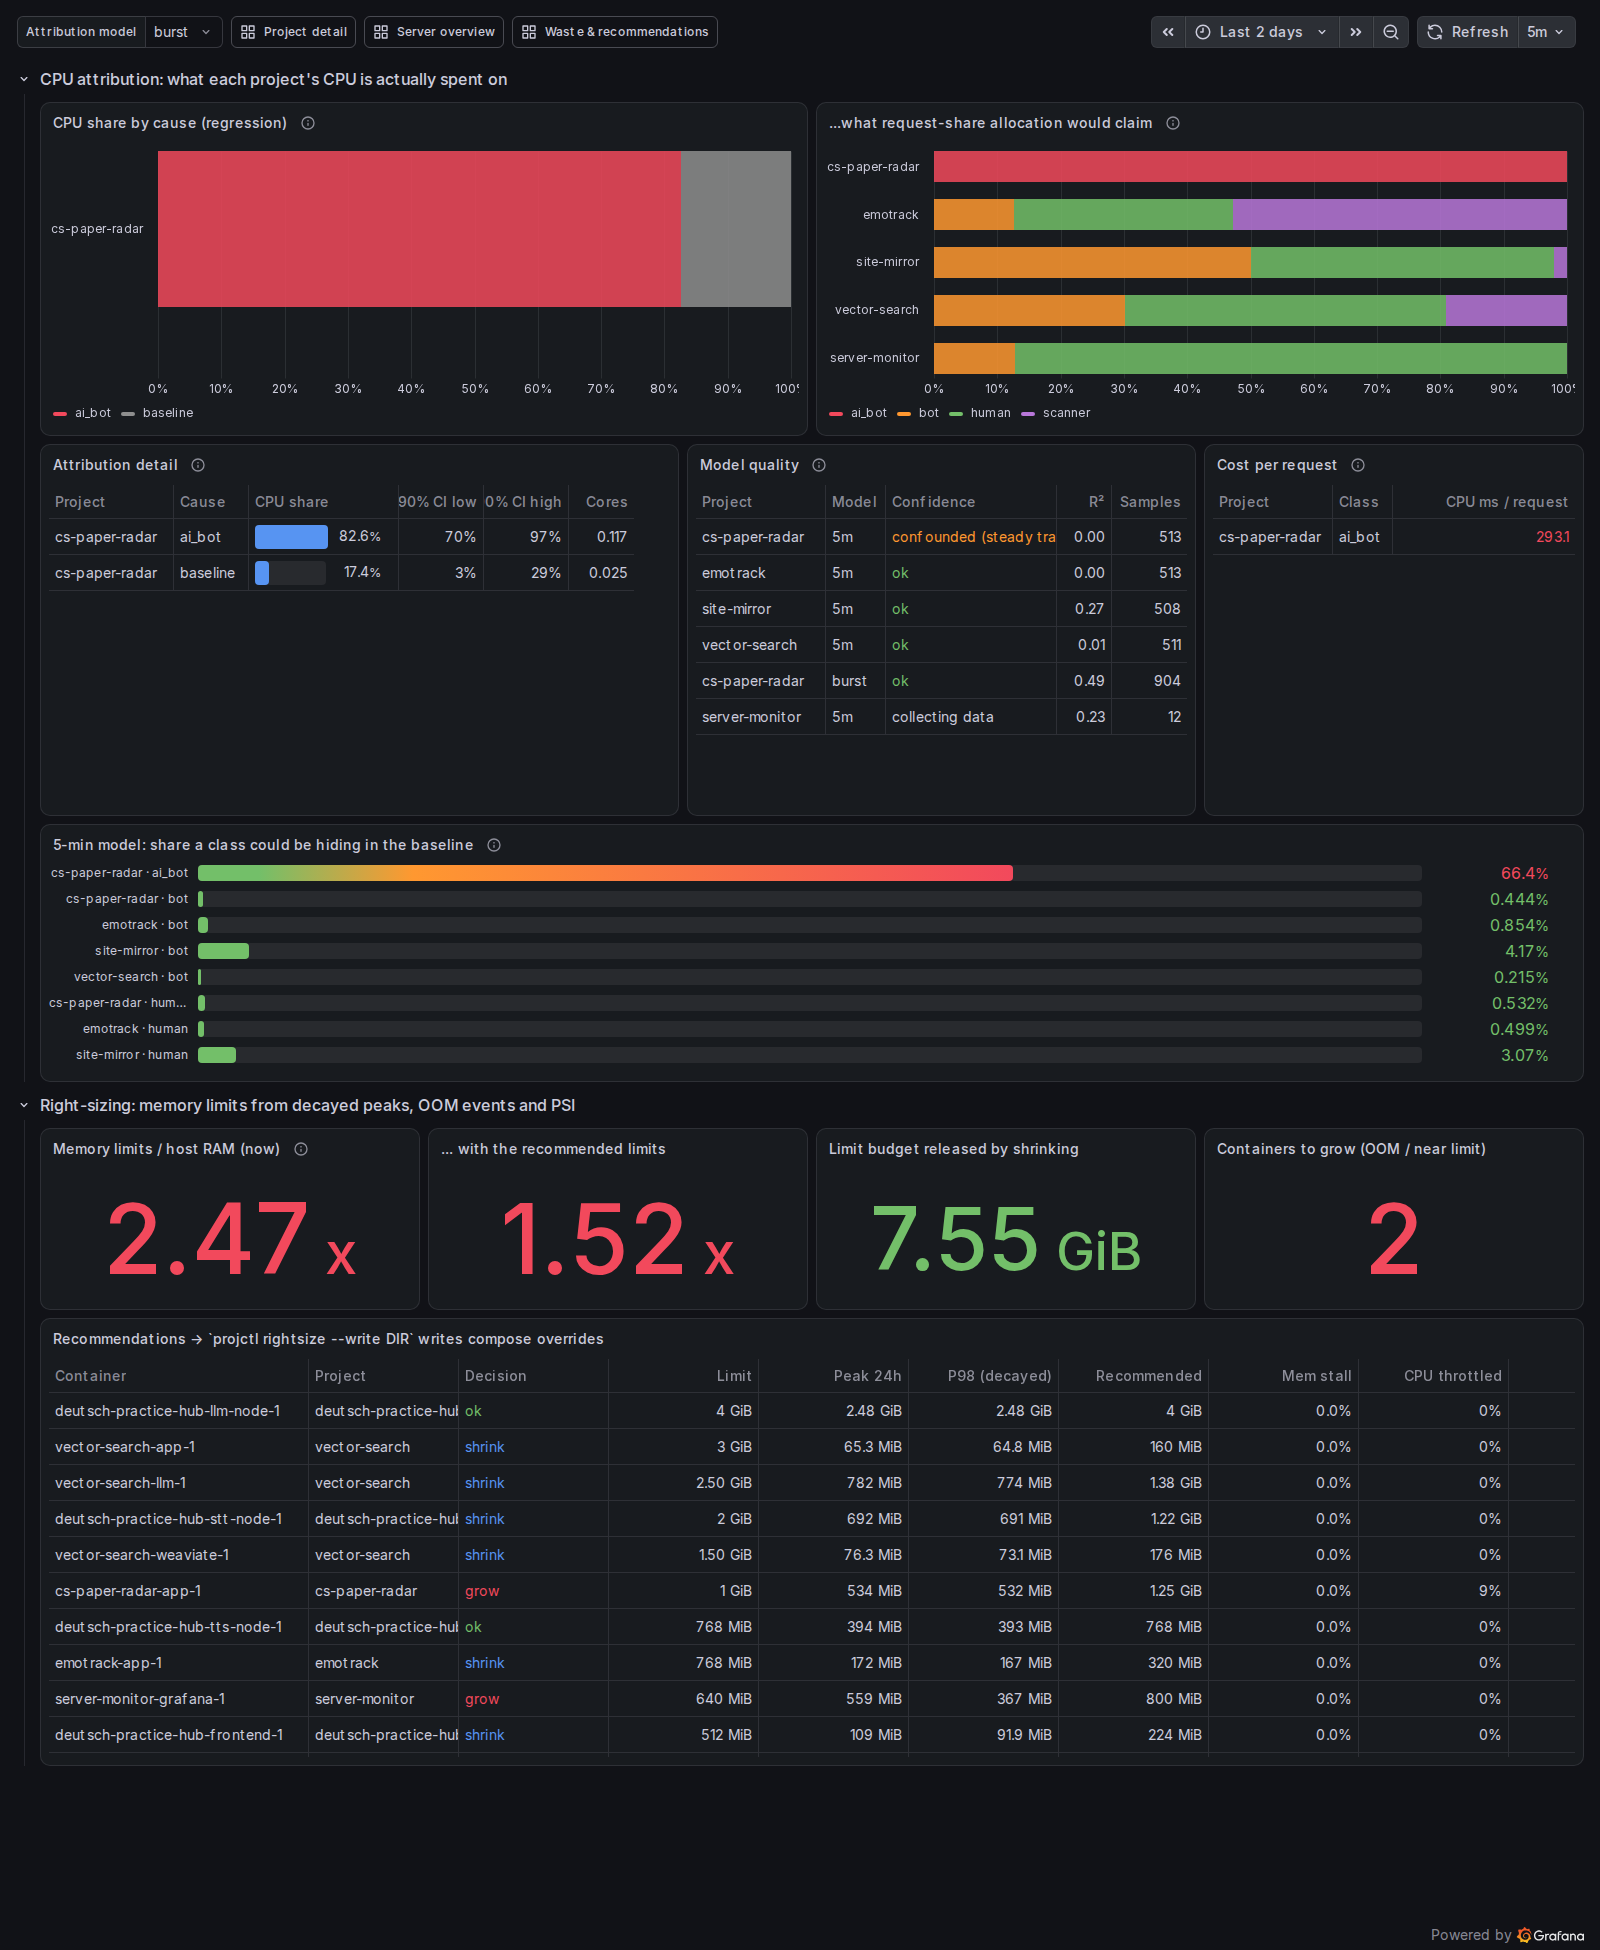 Attribution model burst Project detail Server overview Waste & recommendations Last 2 days Refresh 5m
CPU attribution: what each project's CPU is actually spent on
CPU share by cause (regression)
cs-paper-radar
0% 10% 20% 30% 40% 50% 60% 70% 80% 90% 100%
ai_bot baseline
...what request-share allocation would claim
cs-paper-radar
emotrack
site-mirror
vector-search
server-monitor
0% 10% 20% 30% 40% 50% 60% 70% 80% 90% 100%
ai_bot bot human scanner
Attribution detail
Project Cause CPU share 90% CI low 0% CI high Cores
cs-paper-radar ai_bot 82.6% 70% 97% 0.117
cs-paper-radar baseline 17.4% 3% 29% 0.025
Model quality
Project Model Confidence R² Samples
cs-paper-radar 5m confounded (steady tra 0.00 513
emotrack 5m ok 0.00 513
site-mirror 5m ok 0.27 508
vector-search 5m ok 0.01 511
cs-paper-radar burst ok 0.49 904
server-monitor 5m collecting data 0.23 12
Cost per request
Project Class CPU ms / request
cs-paper-radar ai_bot 293.1
5-min model: share a class could be hiding in the baseline
cs-paper-radar · ai_bot 66.4%
cs-paper-radar · bot 0.444%
emotrack · bot 0.854%
site-mirror · bot 4.17%
vector-search · bot 0.215%
cs-paper-radar · hum... 0.532%
emotrack · human 0.499%
site-mirror · human 3.07%
Right-sizing: memory limits from decayed peaks, OOM events and PSI
Memory limits / host RAM (now)
2.47 x
... with the recommended limits
1.52 x
Limit budget released by shrinking
7.55 GiB
Containers to grow (OOM / near limit)
2
Recommendations → `projctl rightsize --write DIR` writes compose overrides
Container Project Decision Limit Peak 24h P98 (decayed) Recommended Mem stall CPU throttled
deutsch-practice-hub-llm-node-1 deutsch-practice-hub ok 4 GiB 2.48 GiB 2.48 GiB 4 GiB 0.0% 0%
vector-search-app-1 vector-search shrink 3 GiB 65.3 MiB 64.8 MiB 160 MiB 0.0% 0%
vector-search-llm-1 vector-search shrink 2.50 GiB 782 MiB 774 MiB 1.38 GiB 0.0% 0%
deutsch-practice-hub-stt-node-1 deutsch-practice-hub shrink 2 GiB 692 MiB 691 MiB 1.22 GiB 0.0% 0%
vector-search-weaviate-1 vector-search shrink 1.50 GiB 76.3 MiB 73.1 MiB 176 MiB 0.0% 0%
cs-paper-radar-app-1 cs-paper-radar grow 1 GiB 534 MiB 532 MiB 1.25 GiB 0.0% 9%
deutsch-practice-hub-tts-node-1 deutsch-practice-hub ok 768 MiB 394 MiB 393 MiB 768 MiB 0.0% 0%
emotrack-app-1 emotrack shrink 768 MiB 172 MiB 167 MiB 320 MiB 0.0% 0%
server-monitor-grafana-1 server-monitor grow 640 MiB 559 MiB 367 MiB 800 MiB 0.0% 0%
deutsch-practice-hub-frontend-1 deutsch-practice-hub shrink 512 MiB 109 MiB 91.9 MiB 224 MiB 0.0% 0%
Powered by Grafana